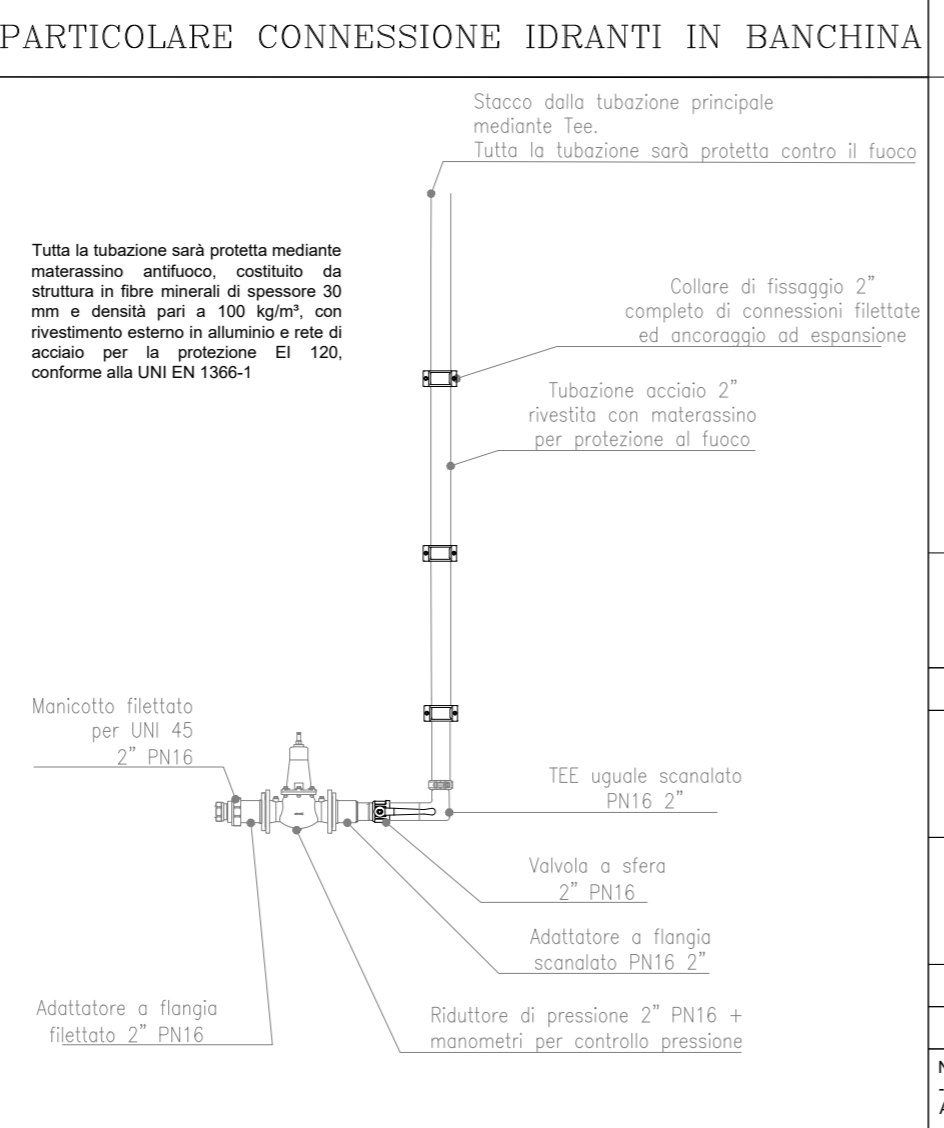 PARTICOLARE CONNESSIONE IDRANTI IN BANCHINA
Stacco dalla tubazione principale
mediante Tee.
Tutta la tubazione sarà protetta contro il fuoco
Tutta la tubazione sarà protetta mediante
materassino antifuoco, costituito da
struttura in fibre minerali di spessore 30
mm e densità pari a 100 kg/m³, con
rivestimento esterno in alluminio e rete di
acciaio per la protezione EI 120,
conforme alla UNI EN 1366-1
Collare di fissaggio 2"
completo di connessioni filettate
ed ancoraggio ad espansione
Tubazione acciaio 2"
rivestita con materassino
per protezione al fuoco
Manicotto filettato
per UNI 45
2" PN16
TEE uguale scanalato
PN16 2"
Valvola a sfera
2" PN16
Adattatore a flangia
scanalato PN16 2"
Adattatore a flangia
filettato 2" PN16
Riduttore di pressione 2" PN16 +
manometri per controllo pressione